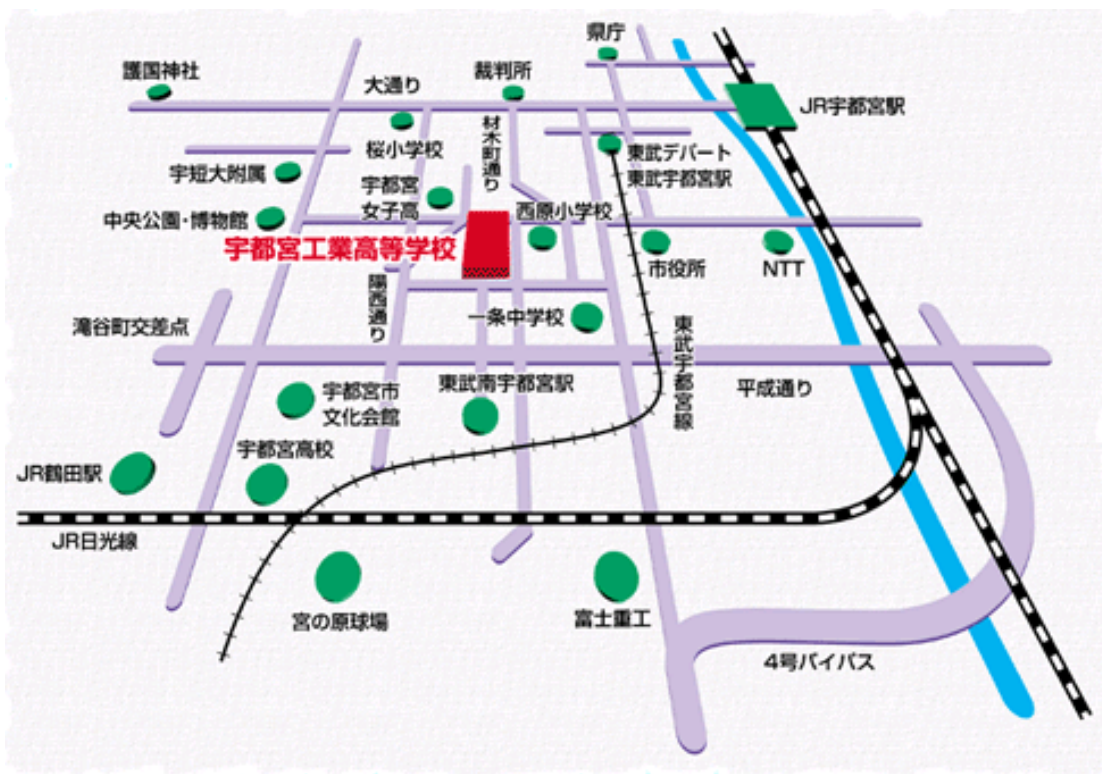 県庁
護国神社
大通り
裁判所
JR宇都宮駅
桜小学校
材木町通り
東武デパート
東武宇都宮駅
宇短大附属
宇都宮
女子高
中央公園・博物館
西原小学校
宇都宮工業高等学校
市役所
NTT
陽西通り
一条中学校
滝谷町交差点
東武宇都宮線
宇都宮市
文化会館
東武南宇都宮駅
平成通り
宇都宮高校
JR鶴田駅
JR日光線
宮の原球場
富士重工
4号バイパス